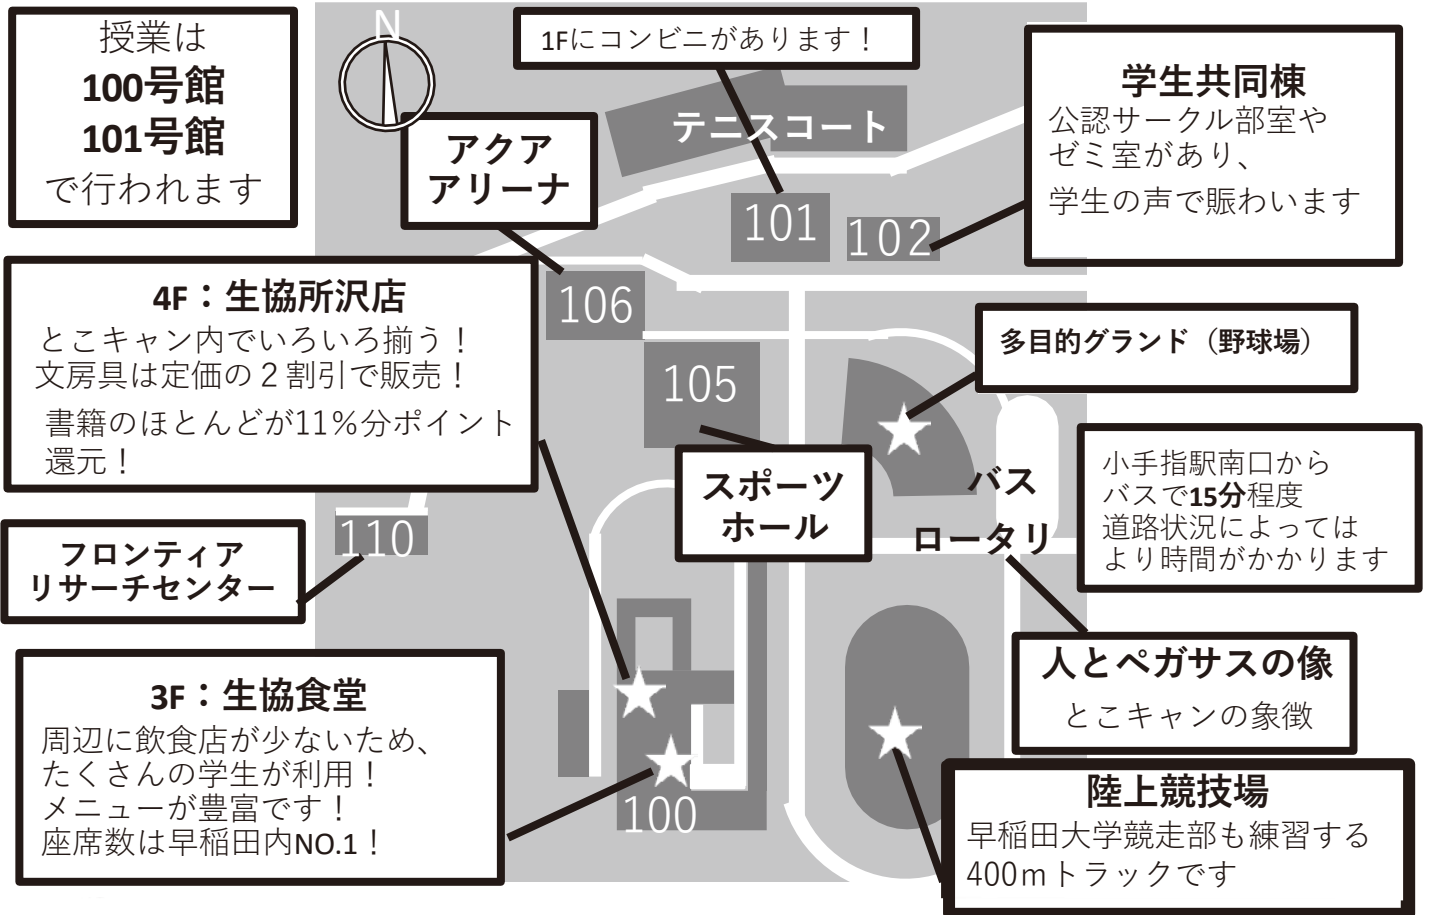 授業は
100号館
101号館
で行われます
N
1Fにコンビニがあります！
テニスコート
アクア
アリーナ
学生共同棟
公認サークル部室や
ゼミ室があり、
学生の声で賑わいます
101
102
106
4F：生協所沢店
とこキャン内でいろいろ揃う！
文房具は定価の２割引で販売！
書籍のほとんどが11%分ポイント
還元！
105
多目的グランド（野球場）
スポーツ
ホール
バス
ロータリ
小手指駅南口から
バスで15分程度
道路状況によっては
より時間がかかります
110
フロンティア
リサーチセンター
人とペガサスの像
とこキャンの象徴
3F：生協食堂
周辺に飲食店が少ないため、
たくさんの学生が利用！
メニューが豊富です！
座席数は早稲田内NO.1！
100
陸上競技場
早稲田大学競走部も練習する
400ｍトラックです